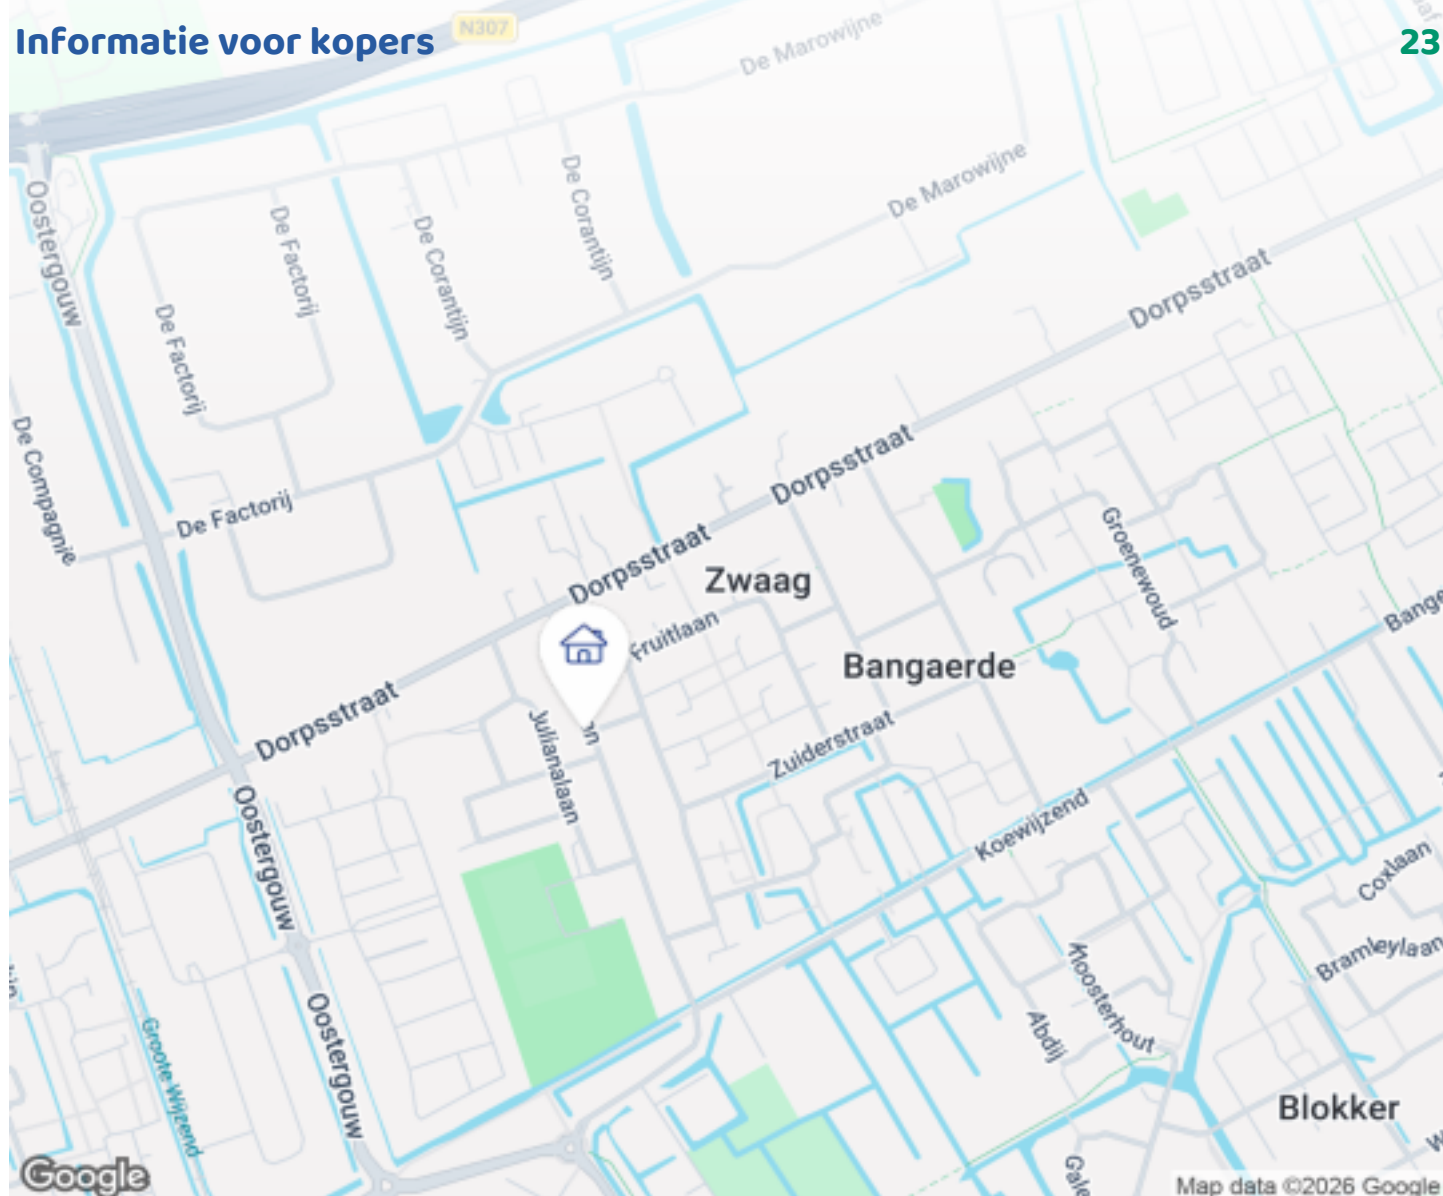 Informatie voor kopers
23
N307
De Marowijne
De Marowijne
Oostergouw
De Factorij
De Corantijn
De Corantijn
De Factorij
Dorpsstraat
De Compagnie
De Factorij
Dorpsstraat
Dorpsstraat
Groenewoud
Zwaag
Fruitlaan
Bangaerde
Dorpsstraat
Julianalaan
Zuiderstraat
Oostergouw
Koewijzend
Coxlaan
Bramleylaan
Kloosterhout
Abdij
Oostergouw
Groote Wijzend
Blokker
Google
Map data ©2026 Google